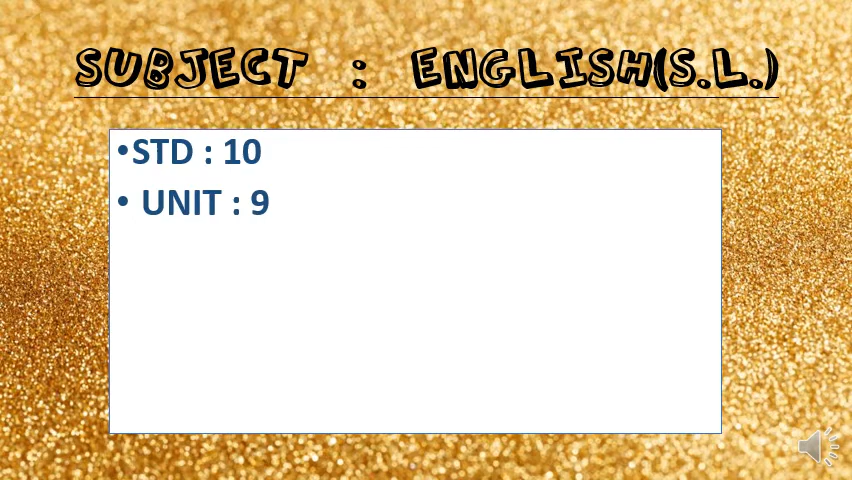 SUBJECT : ENGLISH(S.L.)
•STD : 10
• UNIT : 9